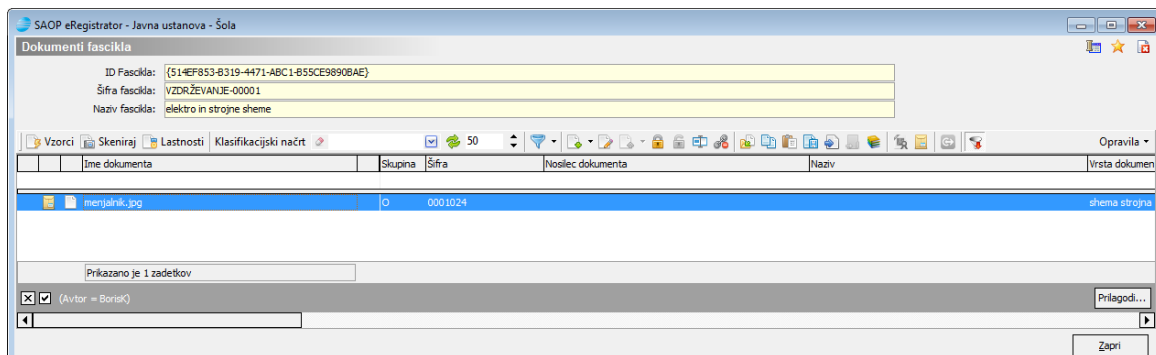 SAOP eRegistrator - Javna ustanova - Šola
Dokumenti fascikla
ID Fascikla: {514EF853-B319-4471-ABC1-B55CE9890BAE}
Šifra fascikla: VZDRŽEVANJE-00001
Naziv fascikla: elektro in strojne sheme
Vzorci Skeniraj Lastnosti Klasifikacijski načrt 50 Opravila
Ime dokumenta Skupina Šifra Nosilec dokumenta Naziv Vrsta dokumen
menjalnik.jpg O 0001024 shema strojna
Prikazano je 1 zadetkov
(Avtor = BorisK) Prilagodi...
Zapri